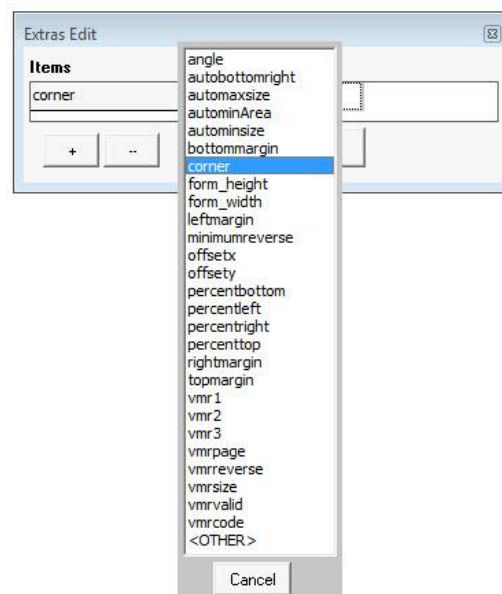 Extras Edit
Items
corner
+
--
angle
autobottomright
automaxsize
autominArea
autominsize
bottommargin
corner
form_height
form_width
leftmargin
minimumreverse
offsetx
offsety
percentbottom
percentleft
percentright
percenttop
rightmargin
topmargin
vmr1
vmr2
vmr3
vmrpage
vmrreverse
vmrsize
vmrvalid
vmrcode
<OTHER>
Cancel